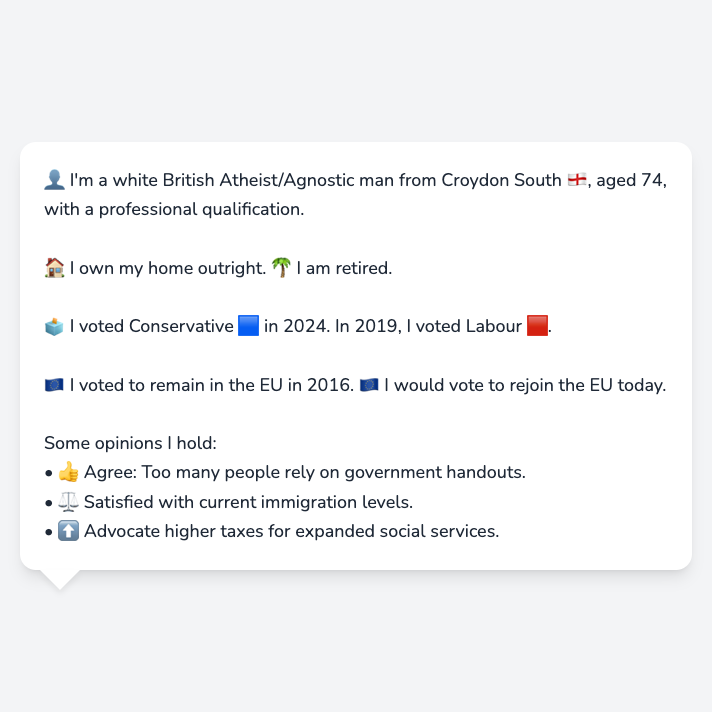 👤 I'm a white British Atheist/Agnostic man from Croydon South 🏴󠁧󠁢󠁥󠁮󠁧󠁿, aged 74,
with a professional qualification.
🏠 I own my home outright. 🌴 I am retired.
🗳️ I voted Conservative 🟦 in 2024. In 2019, I voted Labour 🟥.
🇪🇺 I voted to remain in the EU in 2016. 🇪🇺 I would vote to rejoin the EU today.
Some opinions I hold:
• 👍 Agree: Too many people rely on government handouts.
• ⚖️ Satisfied with current immigration levels.
• ⬆️ Advocate higher taxes for expanded social services.